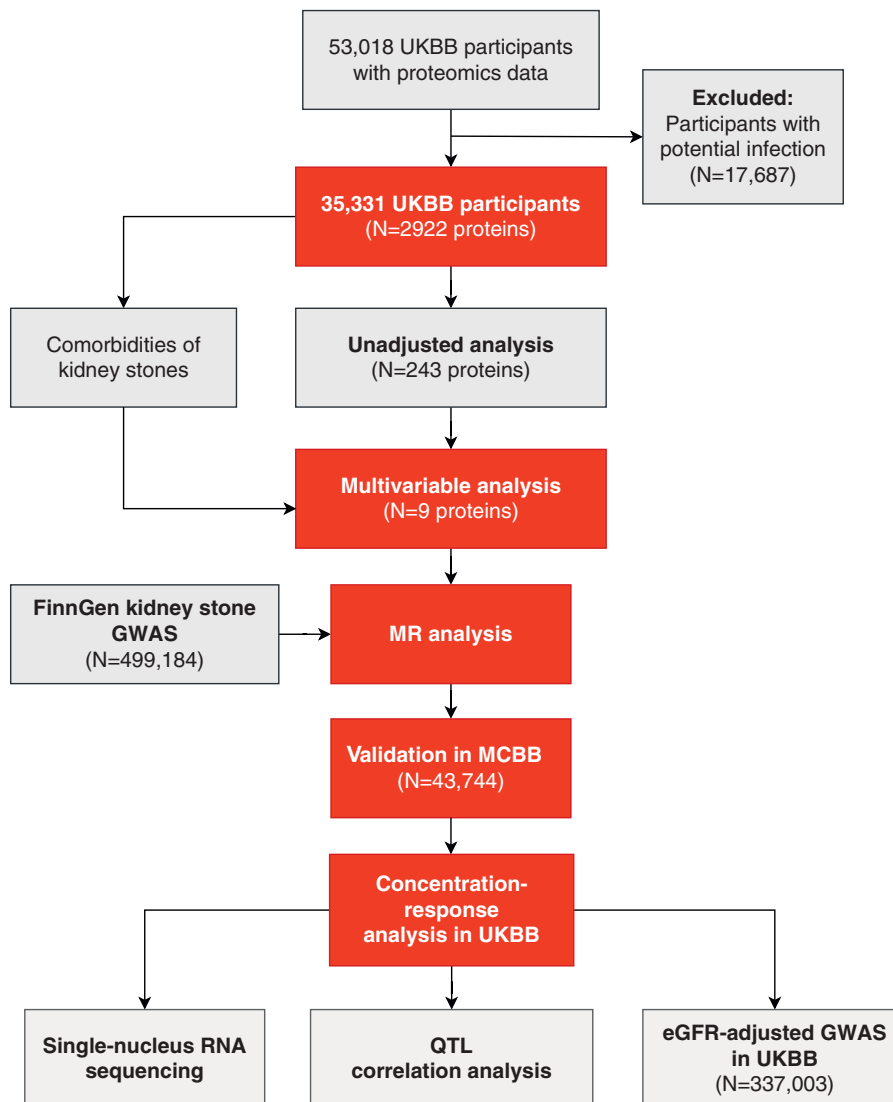 53,018 UKBB participants
with proteomics data
Excluded:
Participants with
potential infection
(N=17,687)
35,331 UKBB participants
(N=2922 proteins)
Comorbidities of
kidney stones
Unadjusted analysis
(N=243 proteins)
Multivariable analysis
(N=9 proteins)
FinnGen kidney stone
GWAS
(N=499,184)
MR analysis
Validation in MCBB
(N=43,744)
Concentration-
response
analysis in UKBB
Single-nucleus RNA
sequencing
QTL
correlation analysis
eGFR-adjusted GWAS
in UKBB
(N=337,003)